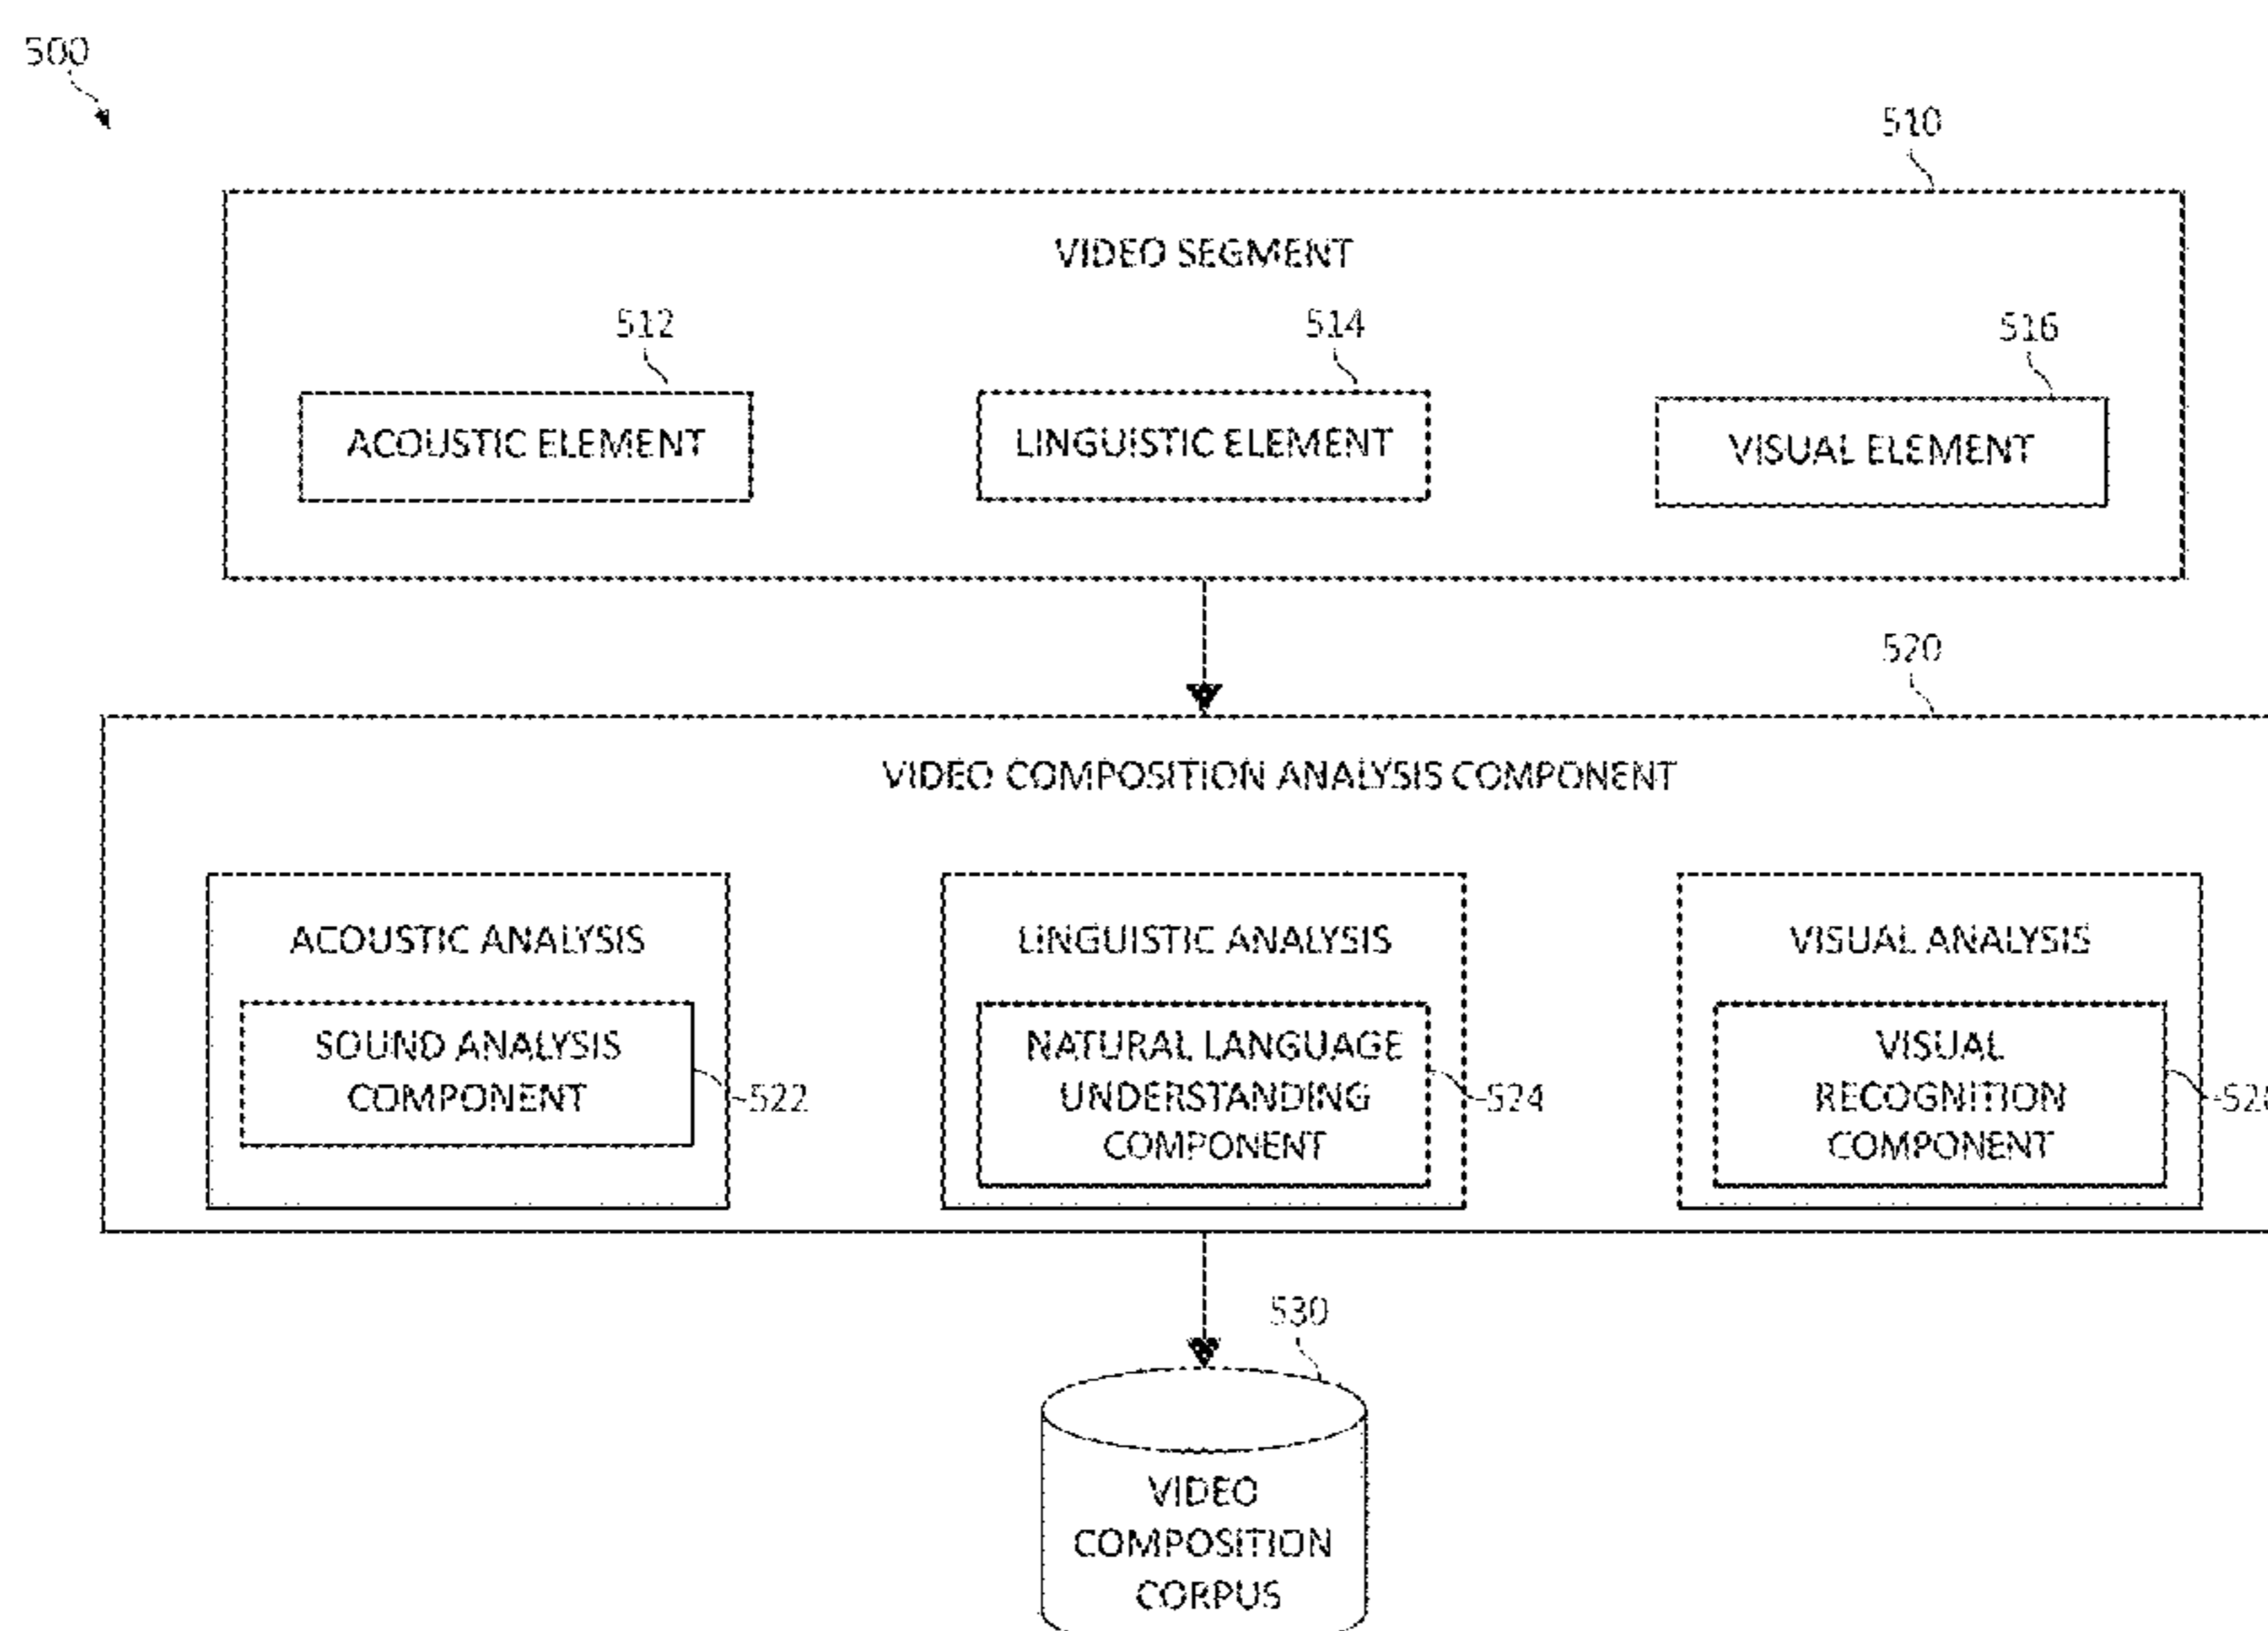 500
510
VIDEO SEGMENT
512
514
516
ACOUSTIC ELEMENT
LINGUISTIC ELEMENT
VISUAL ELEMENT
520
VIDEO COMPOSITION ANALYSIS COMPONENT
ACOUSTIC ANALYSIS
SOUND ANALYSIS
COMPONENT
522
LINGUISTIC ANALYSIS
NATURAL LANGUAGE
UNDERSTANDING
COMPONENT
524
VISUAL ANALYSIS
VISUAL
RECOGNITION
COMPONENT
530
VIDEO
COMPOSITION
CORPUS